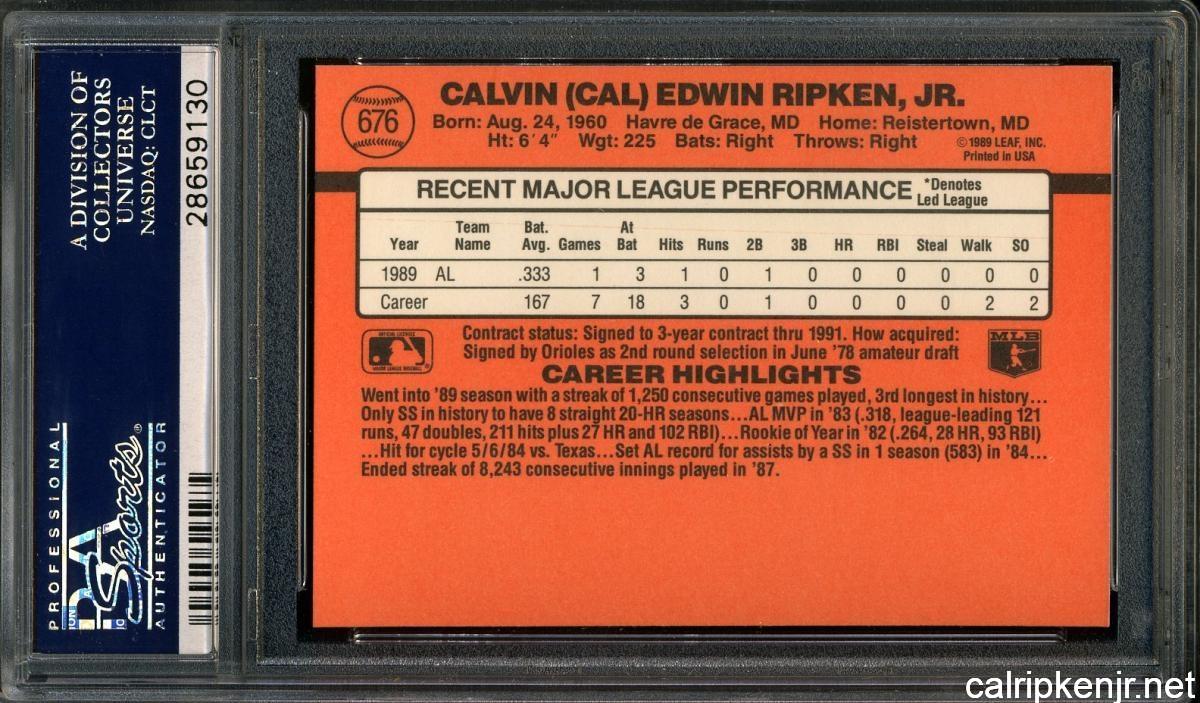 A DIVISION OF
COLLECTORS
UNIVERSE
NASDAQ: CLCT
28659130
PROFESSIONAL
PSA
Sports
AUTHENTICATOR
676
CALVIN (CAL) EDWIN RIPKEN, JR.
Born: Aug. 24, 1960 Havre de Grace, MD Home: Reistertown, MD
Ht: 6' 4" Wgt: 225 Bats: Right Throws: Right
©1989 LEAF, INC.
Printed in USA
RECENT MAJOR LEAGUE PERFORMANCE *Denotes
Led League
Year Team Name Bat. Avg. Games At Bat Hits Runs 2B 3B HR RBI Steal Walk SO
1989 AL .333 1 3 1 0 1 0 0 0 0 0 0
Career 167 7 18 3 0 1 0 0 0 0 2 2
OFFICIAL LICENSEE
MAJOR LEAGUE BASEBALL
MLB
Contract status: Signed to 3-year contract thru 1991. How acquired:
Signed by Orioles as 2nd round selection in June '78 amateur draft
CAREER HIGHLIGHTS
Went into '89 season with a streak of 1,250 consecutive games played, 3rd longest in history...
Only SS in history to have 8 straight 20-HR seasons...AL MVP in '83 (.318, league-leading 121
runs, 47 doubles, 211 hits plus 27 HR and 102 RBI)...Rookie of Year in '82 (.264, 28 HR, 93 RBI)
...Hit for cycle 5/6/84 vs. Texas...Set AL record for assists by a SS in 1 season (583) in '84...
Ended streak of 8,243 consecutive innings played in '87.
calripkenjr.net